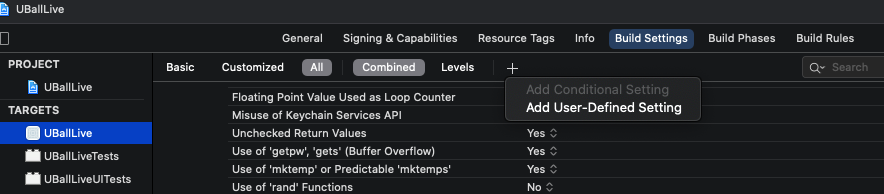 UBallLive
General Signing & Capabilities Resource Tags Info Build Settings Build Phases Build Rules
PROJECT
UBallLive
TARGETS
UBallLive
UBallLiveTests
UBallLiveUITests
Basic Customized All Combined Levels + Search
Add Conditional Setting
Add User-Defined Setting
Floating Point Value Used as Loop Counter
Misuse of Keychain Services API
Unchecked Return Values Yes
Use of 'getpw', 'gets' (Buffer Overflow) Yes
Use of 'mktemp' or Predictable 'mktemps' Yes
Use of 'rand' Functions No